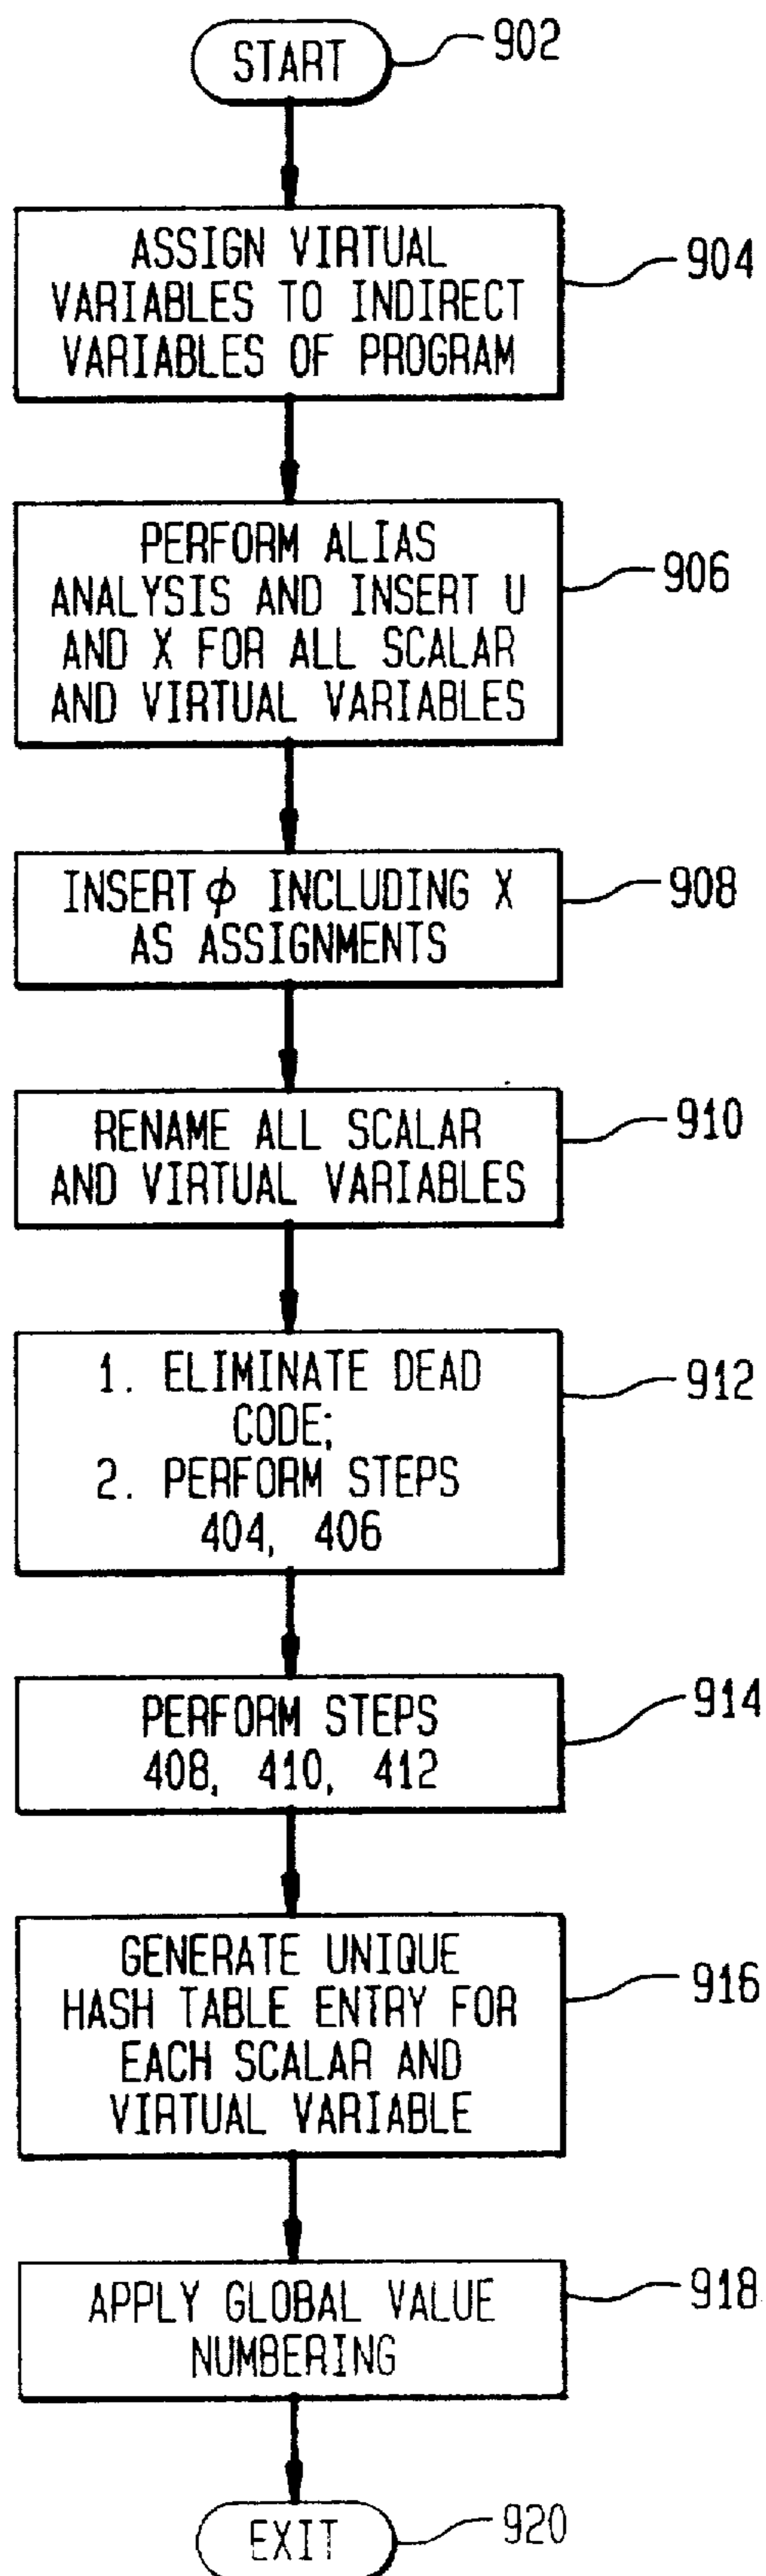 START
902
ASSIGN VIRTUAL
VARIABLES TO INDIRECT
VARIABLES OF PROGRAM
904
PERFORM ALIAS
ANALYSIS AND INSERT U
AND X FOR ALL SCALAR
AND VIRTUAL VARIABLES
906
INSERT ϕ INCLUDING X
AS ASSIGNMENTS
908
RENAME ALL SCALAR
AND VIRTUAL VARIABLES
910
1. ELIMINATE DEAD
CODE;
2. PERFORM STEPS
404, 406
912
PERFORM STEPS
408, 410, 412
914
GENERATE UNIQUE
HASH TABLE ENTRY FOR
EACH SCALAR AND
VIRTUAL VARIABLE
916
APPLY GLOBAL VALUE
NUMBERING
918
EXIT
920